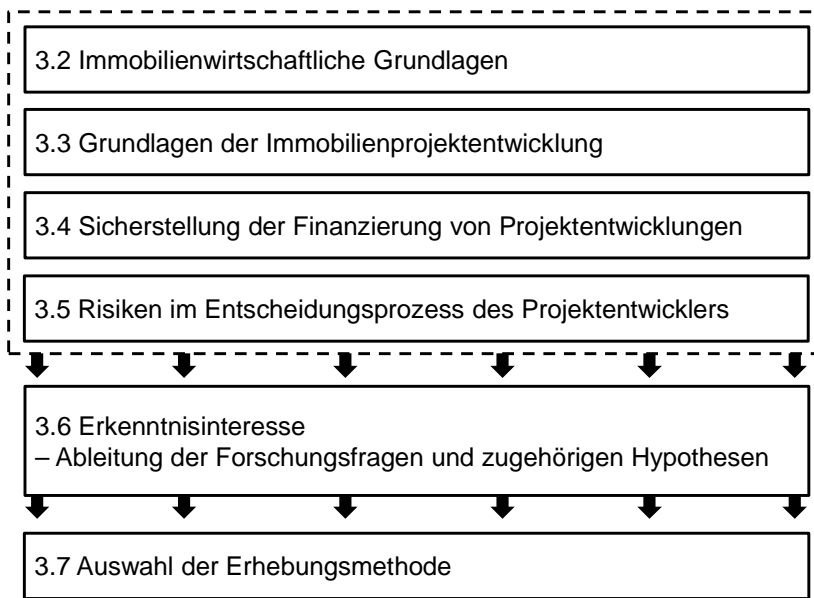 3.2 Immobilienwirtschaftliche Grundlagen
3.3 Grundlagen der Immobilienprojektentwicklung
3.4 Sicherstellung der Finanzierung von Projektentwicklungen
3.5 Risiken im Entscheidungsprozess des Projektentwicklers
3.6 Erkenntnisinteresse
– Ableitung der Forschungsfragen und zugehörigen Hypothesen
3.7 Auswahl der Erhebungsmethode